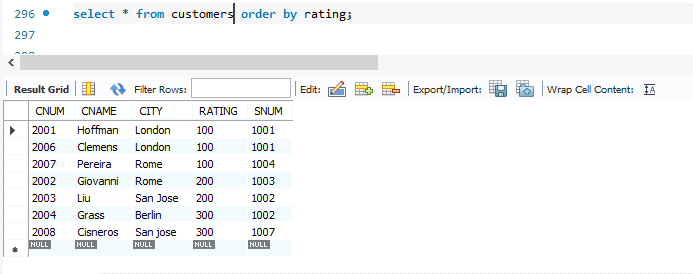 296 select * from customers order by rating;
297
Result Grid Filter Rows: Edit: Export/Import: Wrap Cell Content:
CNUM CNAME CITY RATING SNUM
2001 Hoffman London 100 1001
2006 Clemens London 100 1001
2007 Pereira Rome 100 1004
2002 Giovanni Rome 200 1003
2003 Liu San Jose 200 1002
2004 Grass Berlin 300 1002
2008 Cisneros San jose 300 1007
NULL NULL NULL NULL NULL